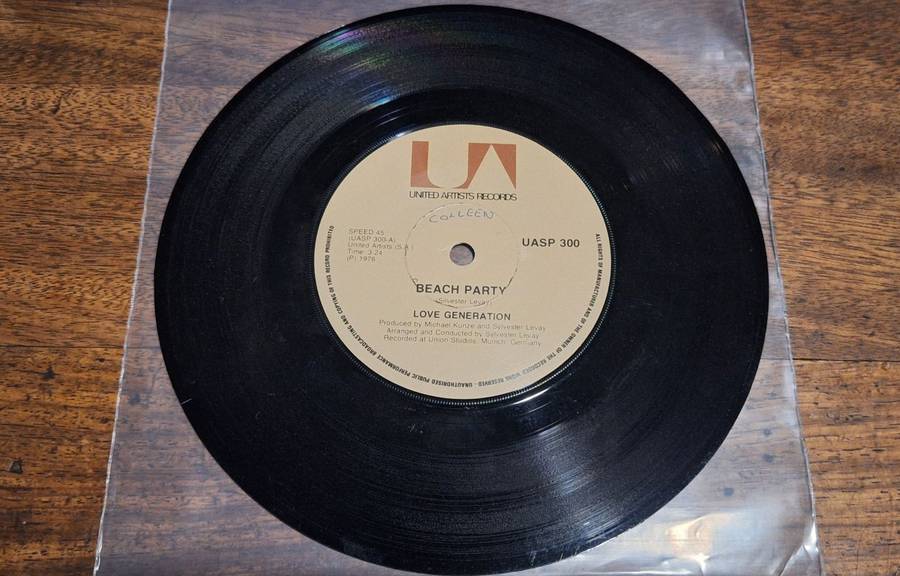 UA
UNITED ARTISTS RECORDS
COLLEEN
SPEED 45
(UASP 300-A)
United Artists (S.A.)
Time: 3.24
(P) 1976
UASP 300
BEACH PARTY
(Silvester Levay)
LOVE GENERATION
Produced by Michael Kunze and Sylvester Levay
Arranged and Conducted by Sylvester Levay
Recorded at Union Studios, Munich, Germany
ALL RIGHTS OF MANUFACTURER AND OF THE OWNER OF THE RECORDED WORK RESERVED - UNAUTHORISED PUBLIC PERFORMANCE BROADCASTING AND COPYING OF THIS RECORD PROHIBITED